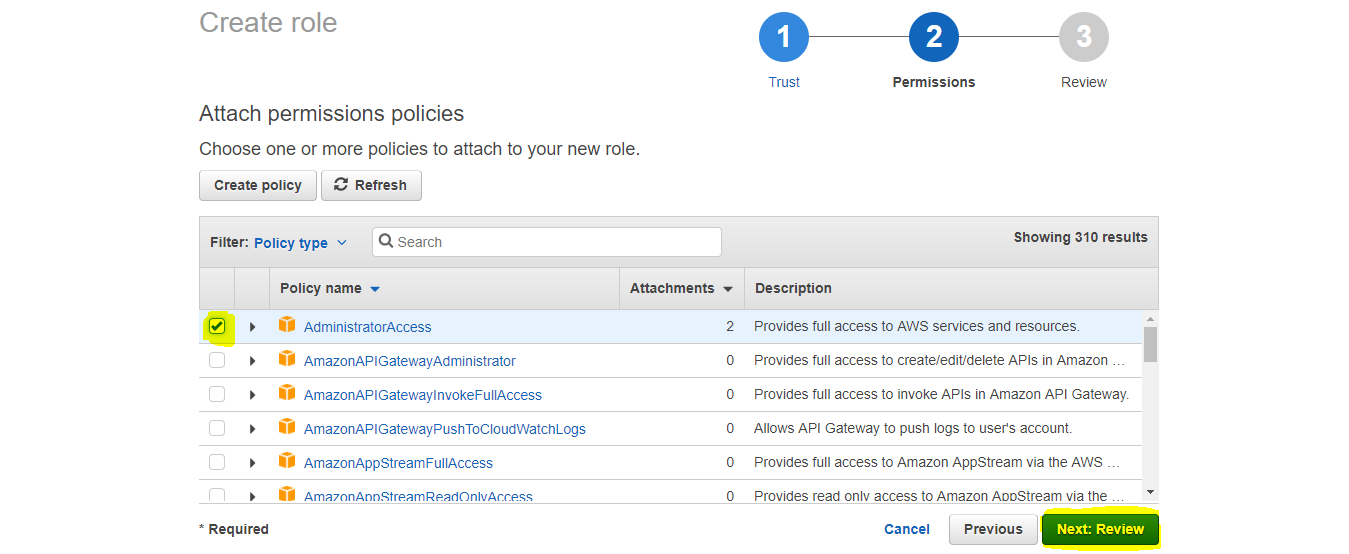 Create role
1
2
3
Trust
Permissions
Review
Attach permissions policies
Choose one or more policies to attach to your new role.
Create policy
Refresh
Filter: Policy type
Search
Showing 310 results
Policy name
Attachments
Description
AdministratorAccess 2 Provides full access to AWS services and resources.
AmazonAPIGatewayAdministrator 0 Provides full access to create/edit/delete APIs in Amazon …
AmazonAPIGatewayInvokeFullAccess 0 Provides full access to invoke APIs in Amazon API Gateway.
AmazonAPIGatewayPushToCloudWatchLogs 0 Allows API Gateway to push logs to user's account.
AmazonAppStreamFullAccess 0 Provides full access to Amazon AppStream via the AWS …
AmazonAppStreamReadOnlyAccess 0 Provides read only access to Amazon AppStream via the …
* Required
Cancel
Previous
Next: Review